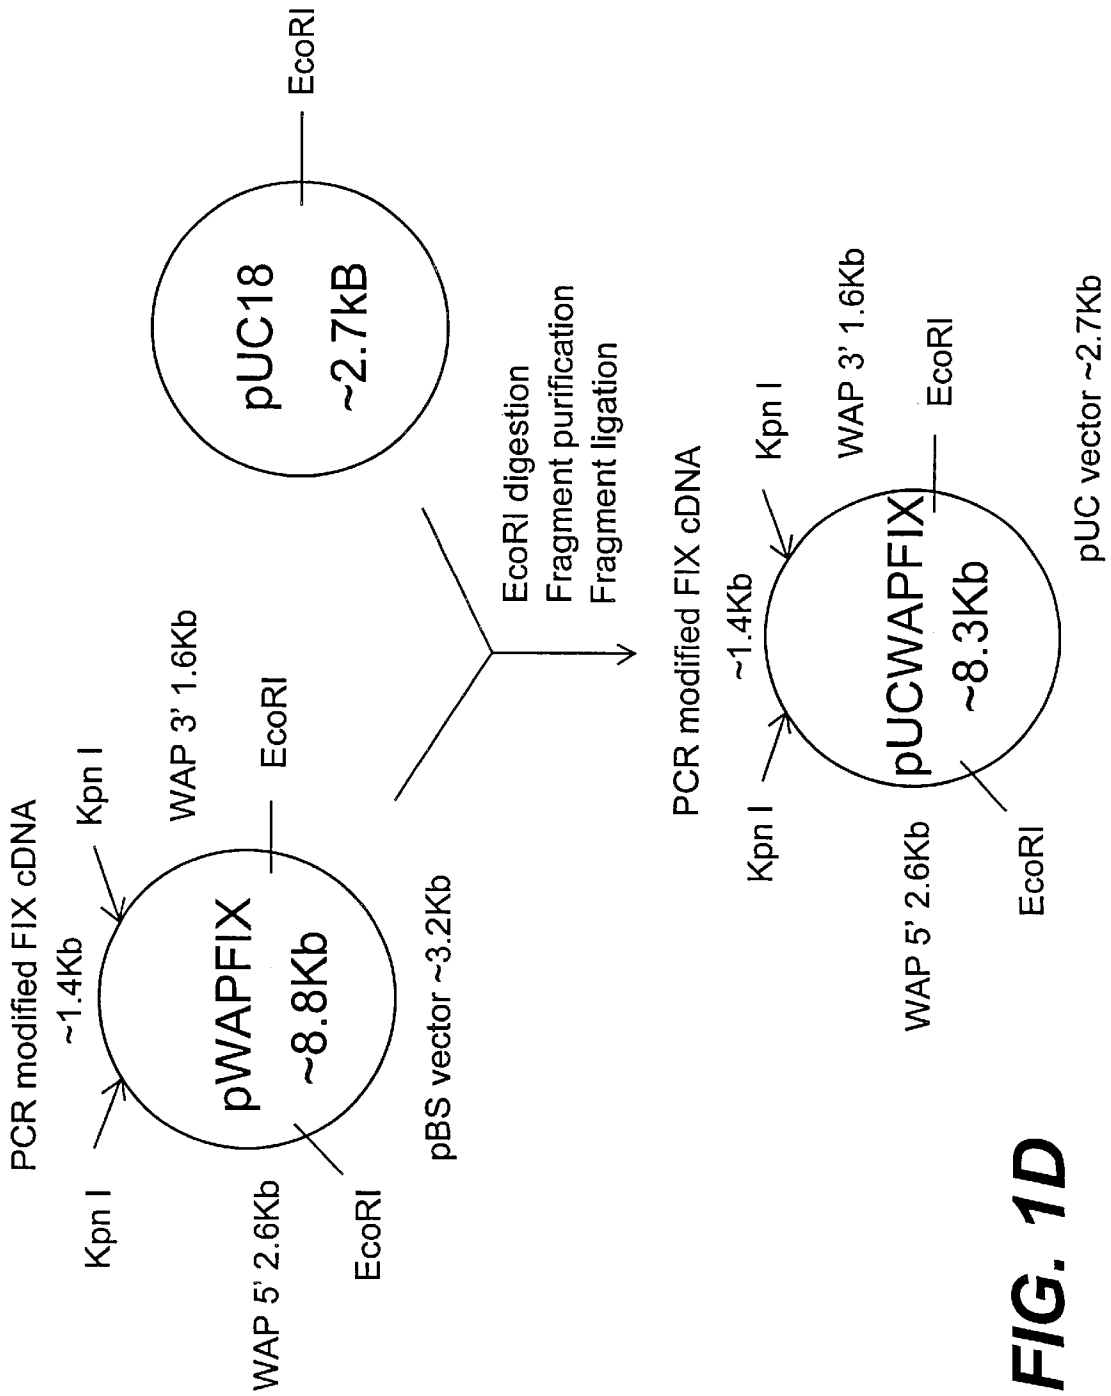 PCR modified FIX cDNA
~1.4Kb
Kpn I
Kpn I
WAP 5' 2.6Kb
WAP 3' 1.6Kb
pWAPFIX
~8.8Kb
EcoRI
EcoRI
pBS vector ~3.2Kb
pUC18
~2.7kB
EcoRI
EcoRI digestion
Fragment purification
Fragment ligation
PCR modified FIX cDNA
~1.4Kb
Kpn I
Kpn I
WAP 5' 2.6Kb
WAP 3' 1.6Kb
pUCWAPFIX
~8.3Kb
EcoRI
EcoRI
pUC vector ~2.7Kb
FIG. 1D